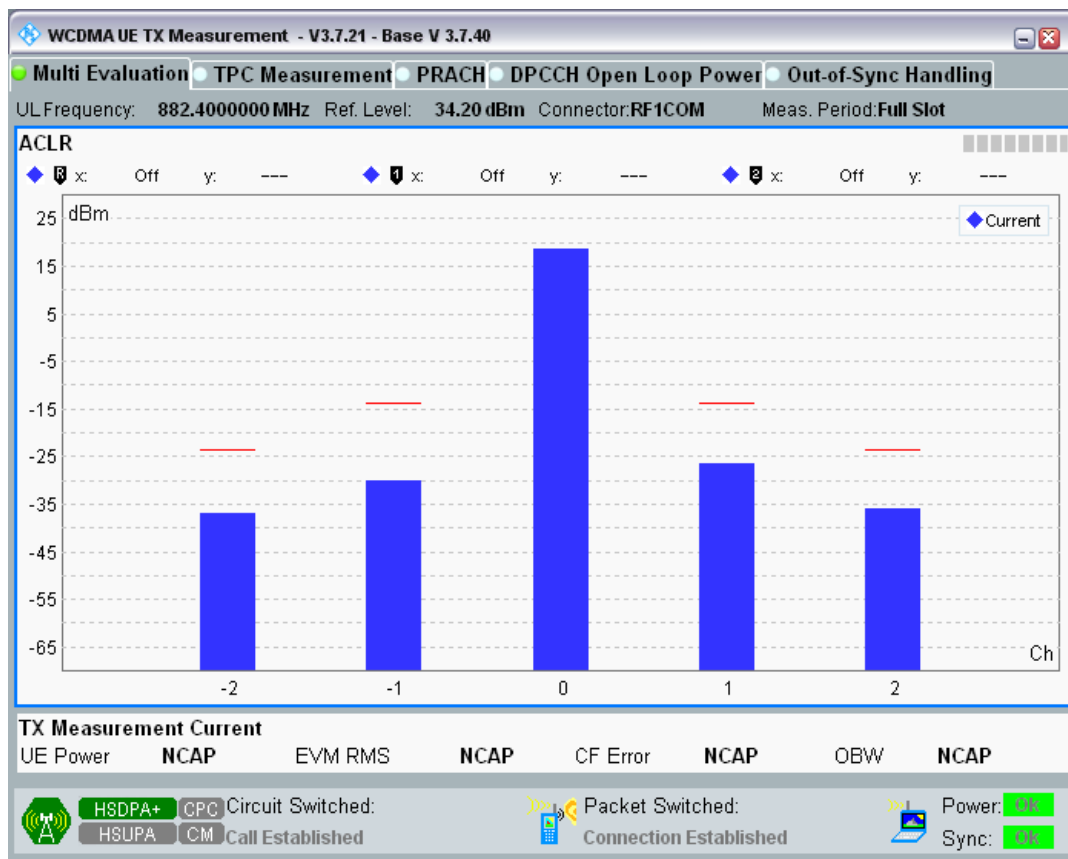 WCDMA UE TX Measurement - V3.7.21 - Base V 3.7.40
Multi Evaluation TPC Measurement PRACH DPCCH Open Loop Power Out-of-Sync Handling
UL Frequency: 882.4000000 MHz Ref. Level: 34.20 dBm Connector:RF1COM Meas. Period:Full Slot
ACLR
R x: Off y: --- 1 x: Off y: --- 2 x: Off y: ---
dBm
Current
25
15
5
-5
-15
-25
-35
-45
-55
-65
Ch
-2 -1 0 1 2
TX Measurement Current
UE Power NCAP EVM RMS NCAP CF Error NCAP OBW NCAP
HSDPA+ CPC Circuit Switched: Packet Switched: Power: OK
HSUPA CM Call Established Connection Established Sync: OK